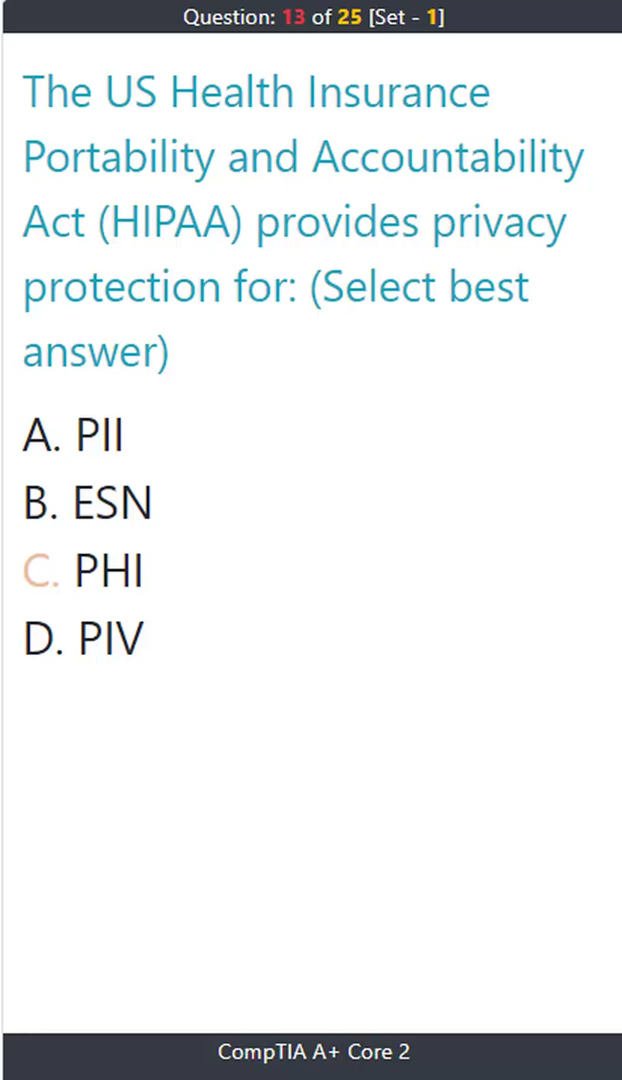 Question: 13 of 25 [Set - 1]
The US Health Insurance
Portability and Accountability
Act (HIPAA) provides privacy
protection for: (Select best
answer)
A. PII
B. ESN
C. PHI
D. PIV
CompTIA A+ Core 2